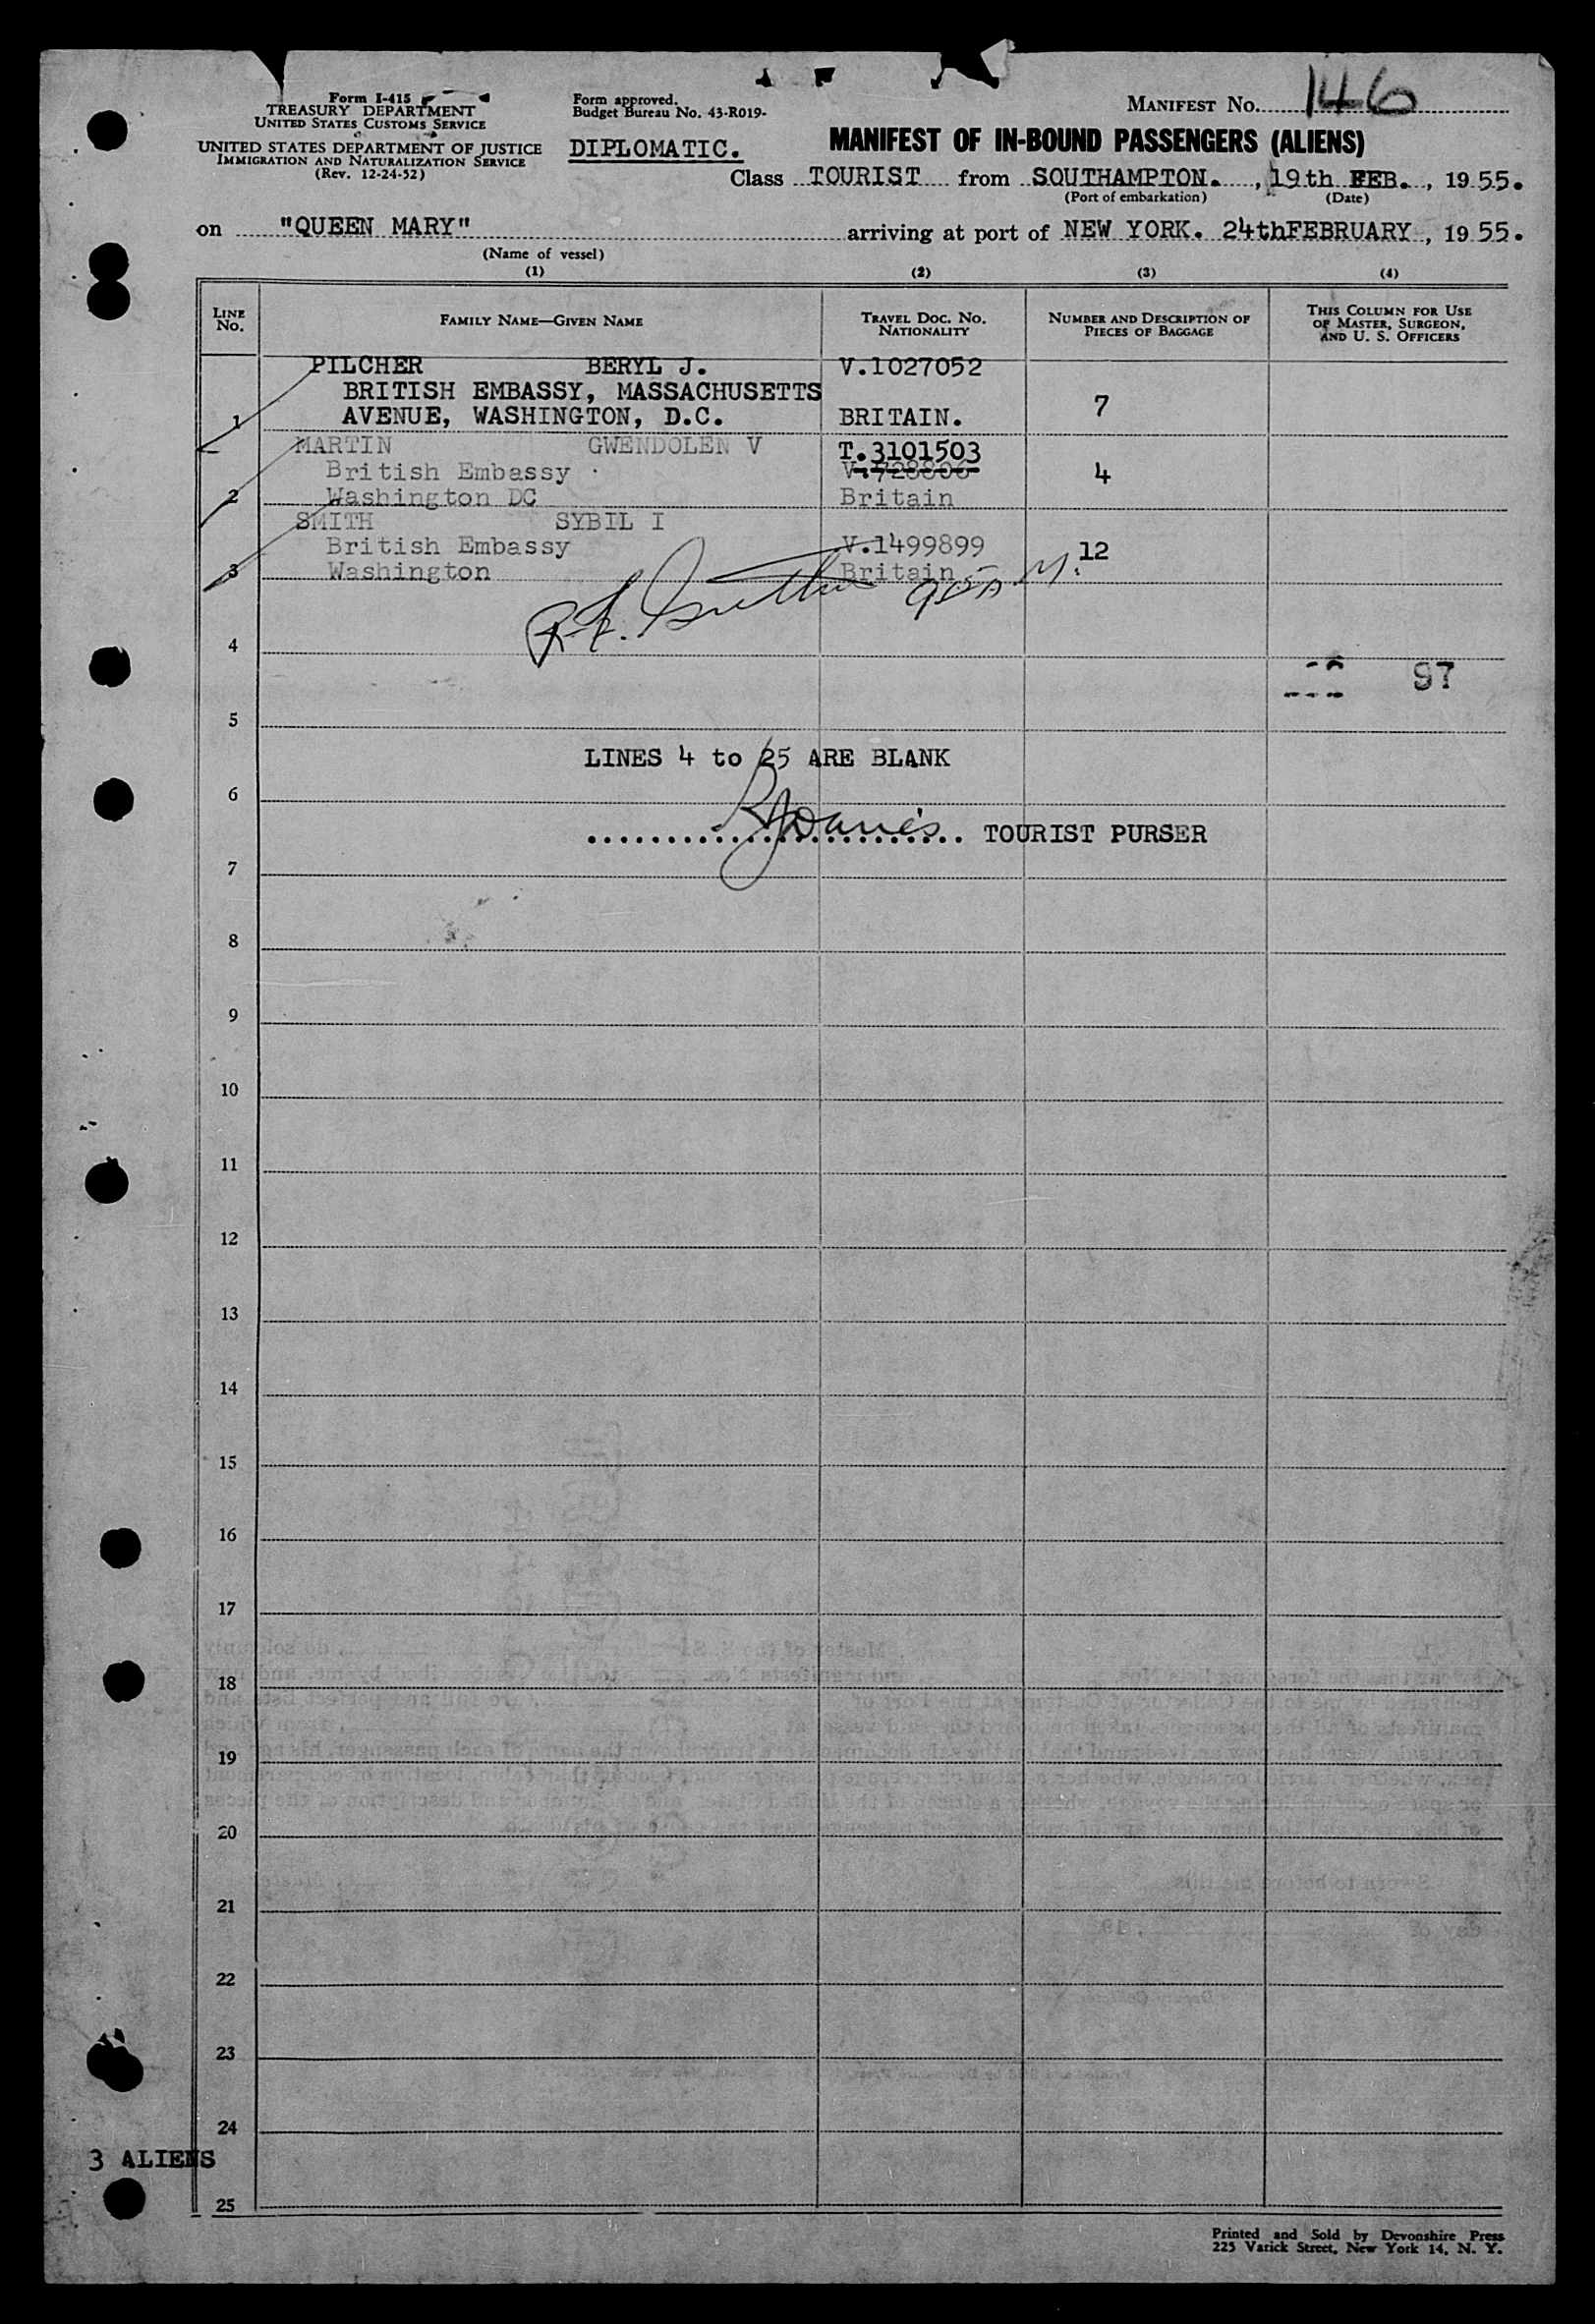 Form I-415
TREASURY DEPARTMENT
UNITED STATES CUSTOMS SERVICE
UNITED STATES DEPARTMENT OF JUSTICE
IMMIGRATION AND NATURALIZATION SERVICE
(Rev. 12-24-52)
Form approved.
Budget Bureau No. 43-R019-
DIPLOMATIC.
MANIFEST NO. 146
MANIFEST OF IN-BOUND PASSENGERS (ALIENS)
Class TOURIST from SOUTHAMPTON. , 19th FEB. , 1955.
(Port of embarkation) (Date)
on "QUEEN MARY" arriving at port of NEW YORK. 24thFEBRUARY , 1955.
(Name of vessel)
(1) (2) (3) (4)
LINE NO. FAMILY NAME—GIVEN NAME TRAVEL DOC. NO. NATIONALITY NUMBER AND DESCRIPTION OF PIECES OF BAGGAGE THIS COLUMN FOR USE OF MASTER, SURGEON, AND U. S. OFFICERS
PILCHER BERYL J. V.1027052
BRITISH EMBASSY, MASSACHUSETTS 7
1 AVENUE, WASHINGTON, D.C. BRITAIN.
MARTIN GWENDOLEN V T.3101503
British Embassy V.728806 4
2 Washington DC Britain
SMITH SYBIL I
British Embassy V.1499899 12
3 Washington Britain
4
97
5
LINES 4 to 25 ARE BLANK
6
R J Davies TOURIST PURSER
7
8
9
10
11
12
13
14
15
16
17
18
19
20
21
22
23
24
3 ALIENS
25
Printed and Sold by Devonshire Press
225 Varick Street, New York 14, N. Y.